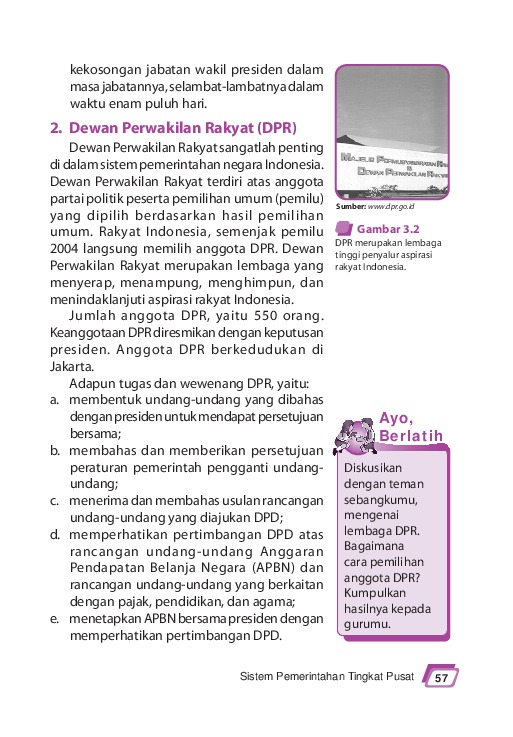 kekosongan jabatan wakil presiden dalam
masa jabatannya, selambat-lambatnya dalam
waktu enam puluh hari.
2. Dewan Perwakilan Rakyat (DPR)
Dewan Perwakilan Rakyat sangatlah penting
di dalam sistem pemerintahan negara Indonesia.
Dewan Perwakilan Rakyat terdiri atas anggota
partai politik peserta pemilihan umum (pemilu)
yang dipilih berdasarkan hasil pemilihan
umum. Rakyat Indonesia, semenjak pemilu
2004 langsung memilih anggota DPR. Dewan
Perwakilan Rakyat merupakan lembaga yang
menyerap, menampung, menghimpun, dan
menindaklanjuti aspirasi rakyat Indonesia.
Jumlah anggota DPR, yaitu 550 orang.
Keanggotaan DPR diresmikan dengan keputusan
presiden. Anggota DPR berkedudukan di
Jakarta.
Adapun tugas dan wewenang DPR, yaitu:
a. membentuk undang-undang yang dibahas
dengan presiden untuk mendapat persetujuan
bersama;
b. membahas dan memberikan persetujuan
peraturan pemerintah pengganti undang-
undang;
c. menerima dan membahas usulan rancangan
undang-undang yang diajukan DPD;
d. memperhatikan pertimbangan DPD atas
rancangan undang-undang Anggaran
Pendapatan Belanja Negara (APBN) dan
rancangan undang-undang yang berkaitan
dengan pajak, pendidikan, dan agama;
e. menetapkan APBN bersama presiden dengan
memperhatikan pertimbangan DPD.
MAJELIS PERMUSYAWARATAN RA
&
DEWAN PERWAKILAN RAKYA
Sumber: www.dpr.go.id
Gambar 3.2
DPR merupakan lembaga
tinggi penyalur aspirasi
rakyat Indonesia.
Ayo,
Berlatih
Diskusikan
dengan teman
sebangkumu,
mengenai
lembaga DPR.
Bagaimana
cara pemilihan
anggota DPR?
Kumpulkan
hasilnya kepada
gurumu.
Sistem Pemerintahan Tingkat Pusat 57